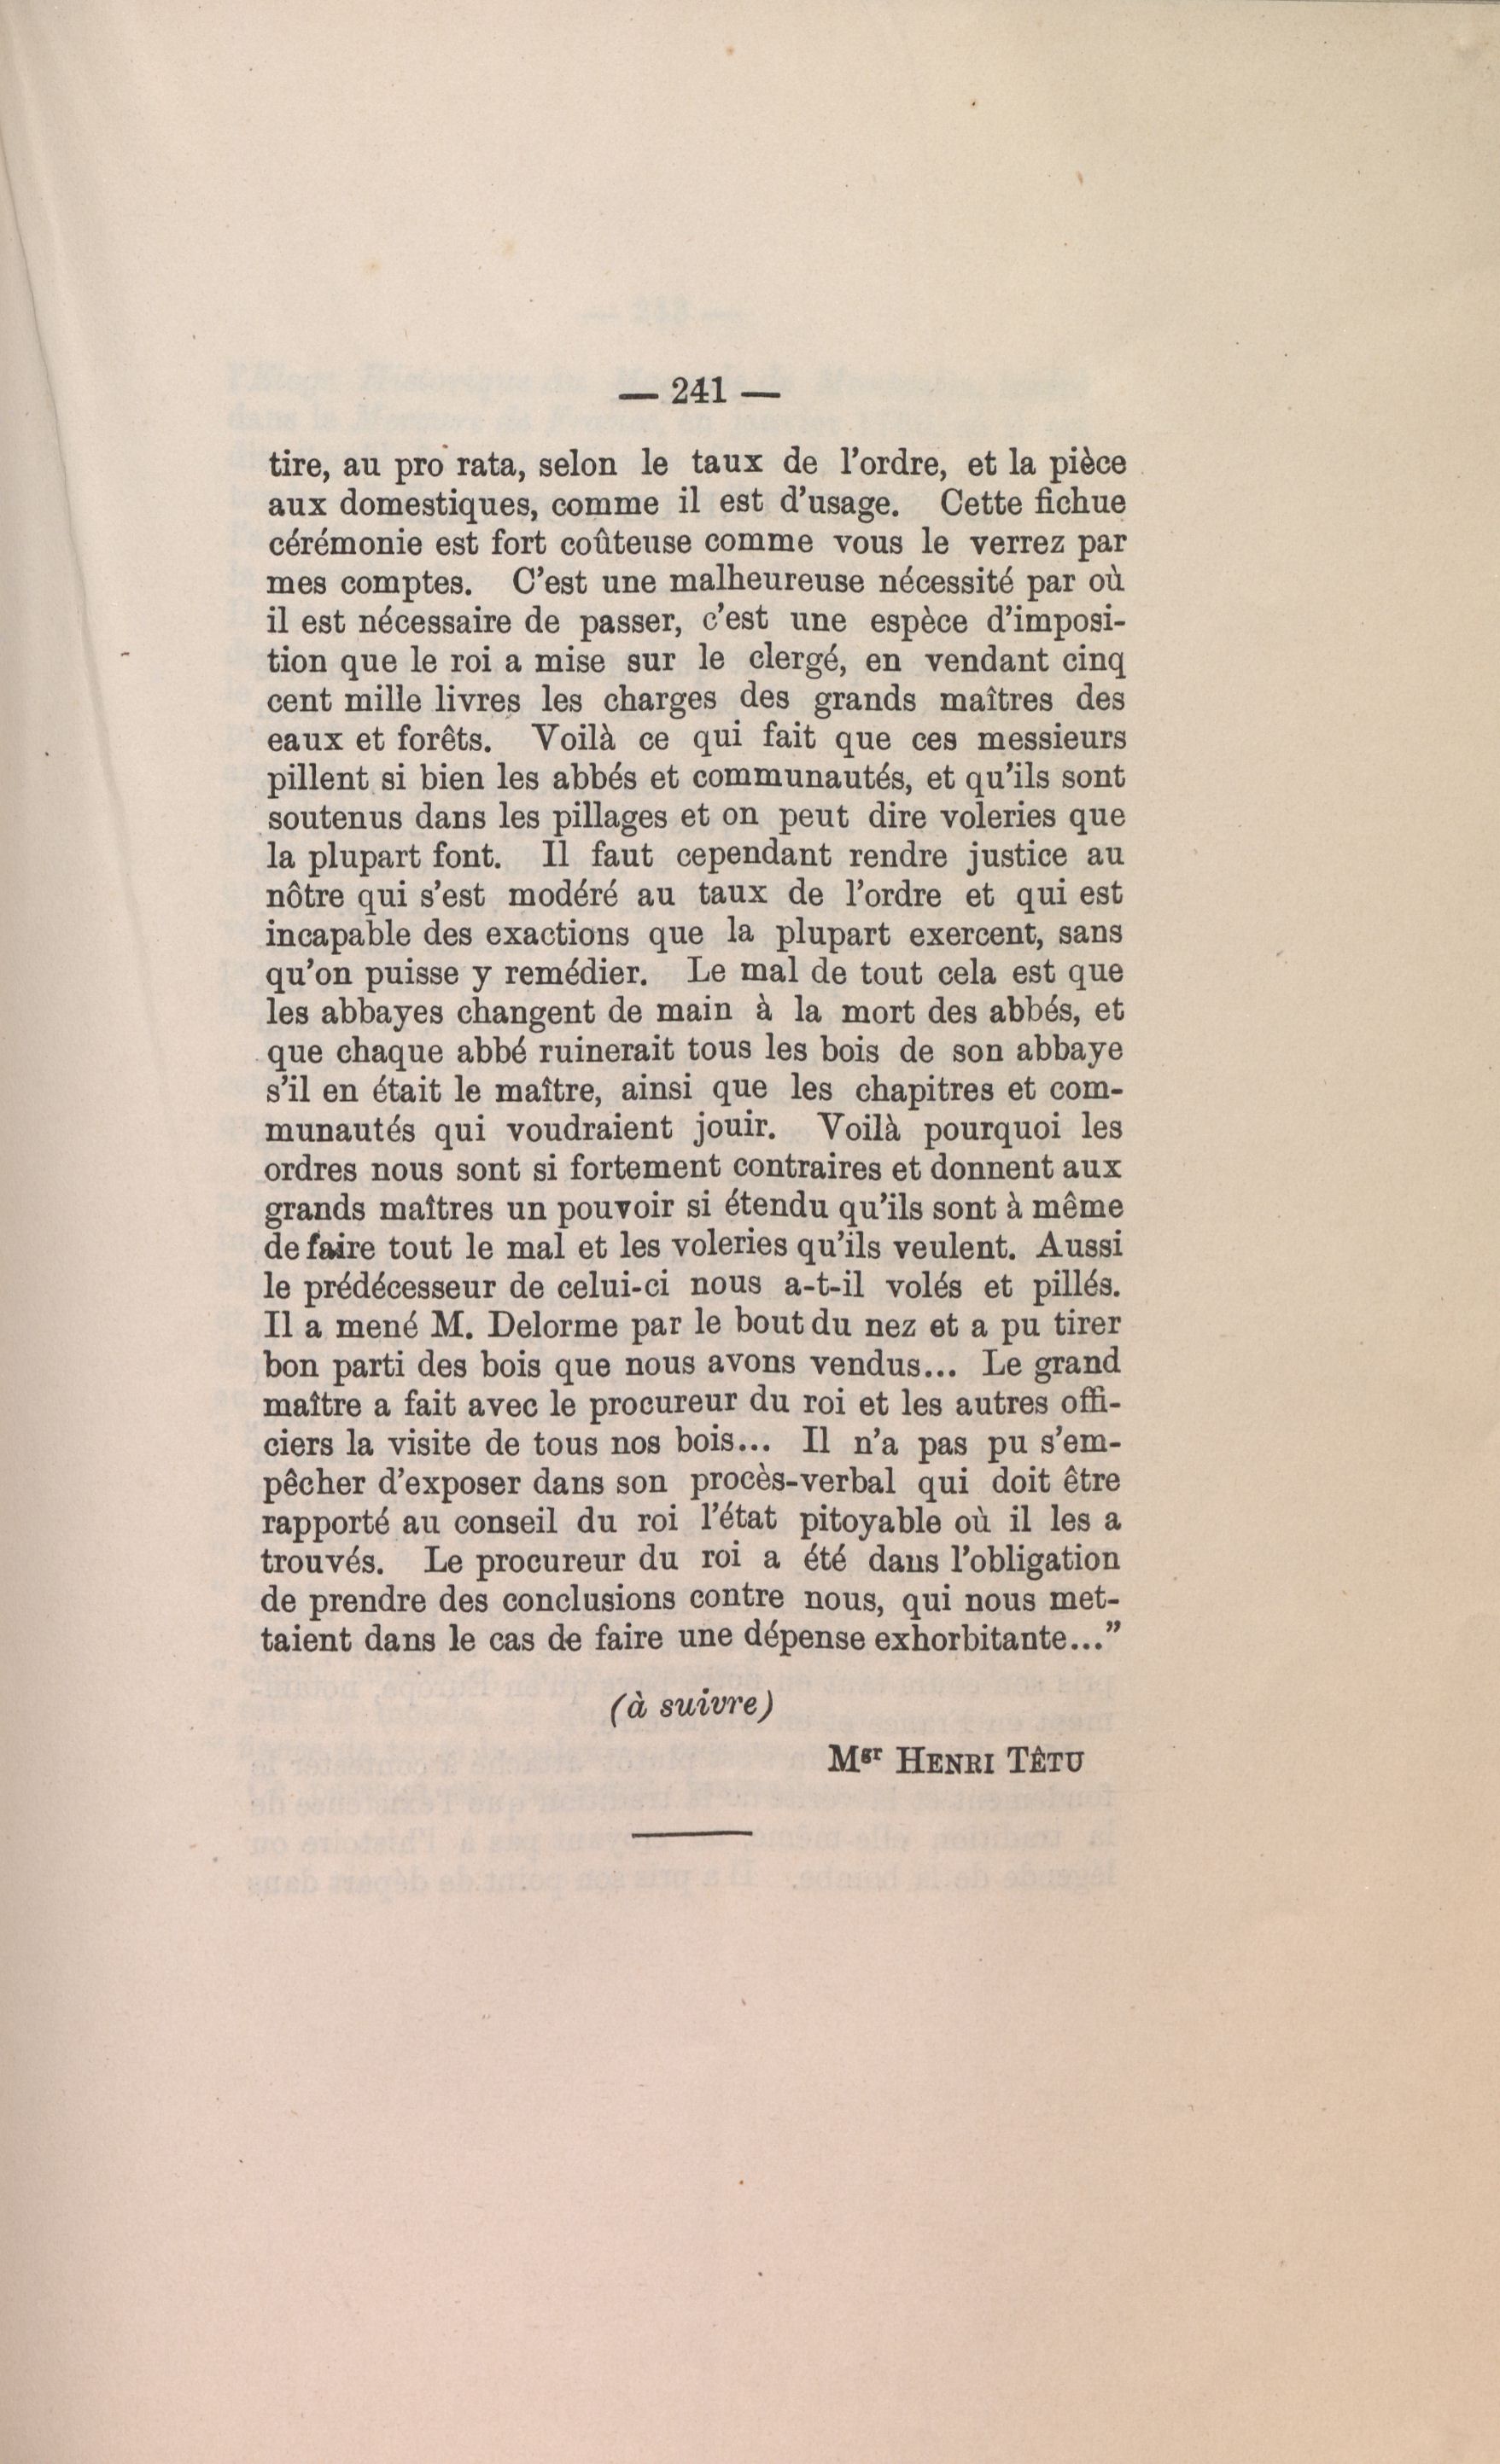 — 241 —
tire, au pro rata, selon le taux de l'ordre, et la pièce
aux domestiques, comme il est d'usage. Cette fichue
cérémonie est fort coûteuse comme vous le verrez par
mes comptes. C'est une malheureuse nécessité par où
il est nécessaire de passer, c'est une espèce d'imposi-
tion que le roi a mise sur le clergé, en vendant cinq
cent mille livres les charges des grands maîtres des
eaux et forêts. Voilà ce qui fait que ces messieurs
pillent si bien les abbés et communautés, et qu'ils sont
soutenus dans les pillages et on peut dire voleries que
la plupart font. Il faut cependant rendre justice au
nôtre qui s'est modéré au taux de l'ordre et qui est
incapable des exactions que la plupart exercent, sans
qu'on puisse y remédier. Le mal de tout cela est que
les abbayes changent de main à la mort des abbés, et
que chaque abbé ruinerait tous les bois de son abbaye
s'il en était le maître, ainsi que les chapitres et com-
munautés qui voudraient jouir. Voilà pourquoi les
ordres nous sont si fortement contraires et donnent aux
grands maîtres un pouvoir si étendu qu'ils sont à même
de faire tout le mal et les voleries qu'ils veulent. Aussi
le prédécesseur de celui-ci nous a-t-il volés et pillés.
Il a mené M. Delorme par le bout du nez et a pu tirer
bon parti des bois que nous avons vendus... Le grand
maître a fait avec le procureur du roi et les autres offi-
ciers la visite de tous nos bois... Il n'a pas pu s'em-
pêcher d'exposer dans son procès-verbal qui doit être
rapporté au conseil du roi l'état pitoyable où il les a
trouvés. Le procureur du roi a été dans l'obligation
de prendre des conclusions contre nous, qui nous met-
taient dans le cas de faire une dépense exhorbitante..."
(à suivre)
Mgr HENRI TÊTU